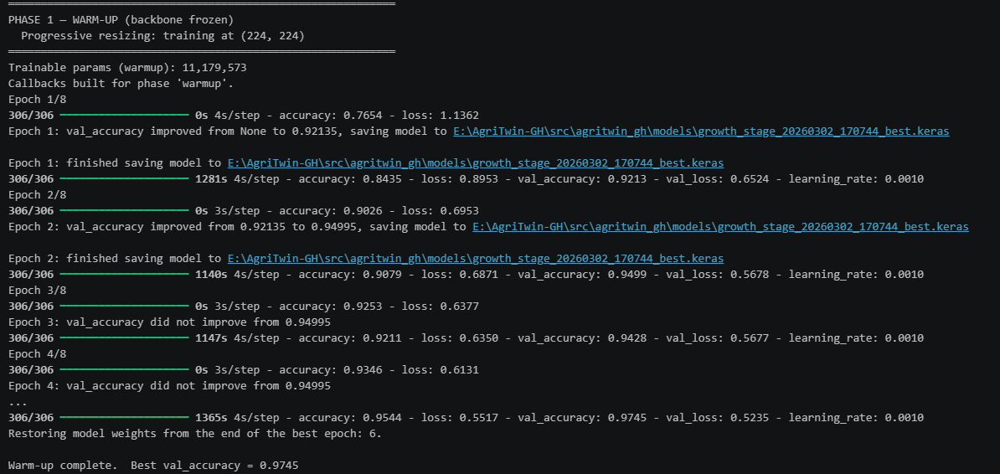 PHASE 1 — WARM-UP (backbone frozen)
Progressive resizing: training at (224, 224)
Trainable params (warmup): 11,179,573
Callbacks built for phase 'warmup'.
Epoch 1/8
306/306 ━━━━━━━━━━━━━━━━━━━━ 0s 4s/step - accuracy: 0.7654 - loss: 1.1362
Epoch 1: val_accuracy improved from None to 0.92135, saving model to E:\AgriTwin-GH\src\agritwin_gh\models\growth_stage_20260302_170744_best.keras
Epoch 1: finished saving model to E:\AgriTwin-GH\src\agritwin_gh\models\growth_stage_20260302_170744_best.keras
306/306 ━━━━━━━━━━━━━━━━━━━━ 1281s 4s/step - accuracy: 0.8435 - loss: 0.8953 - val_accuracy: 0.9213 - val_loss: 0.6524 - learning_rate: 0.0010
Epoch 2/8
306/306 ━━━━━━━━━━━━━━━━━━━━ 0s 3s/step - accuracy: 0.9026 - loss: 0.6953
Epoch 2: val_accuracy improved from 0.92135 to 0.94995, saving model to E:\AgriTwin-GH\src\agritwin_gh\models\growth_stage_20260302_170744_best.keras
Epoch 2: finished saving model to E:\AgriTwin-GH\src\agritwin_gh\models\growth_stage_20260302_170744_best.keras
306/306 ━━━━━━━━━━━━━━━━━━━━ 1140s 4s/step - accuracy: 0.9079 - loss: 0.6871 - val_accuracy: 0.9499 - val_loss: 0.5678 - learning_rate: 0.0010
Epoch 3/8
306/306 ━━━━━━━━━━━━━━━━━━━━ 0s 3s/step - accuracy: 0.9253 - loss: 0.6377
Epoch 3: val_accuracy did not improve from 0.94995
306/306 ━━━━━━━━━━━━━━━━━━━━ 1147s 4s/step - accuracy: 0.9211 - loss: 0.6350 - val_accuracy: 0.9428 - val_loss: 0.5677 - learning_rate: 0.0010
Epoch 4/8
306/306 ━━━━━━━━━━━━━━━━━━━━ 0s 3s/step - accuracy: 0.9346 - loss: 0.6131
Epoch 4: val_accuracy did not improve from 0.94995
...
306/306 ━━━━━━━━━━━━━━━━━━━━ 1365s 4s/step - accuracy: 0.9544 - loss: 0.5517 - val_accuracy: 0.9745 - val_loss: 0.5235 - learning_rate: 0.0010
Restoring model weights from the end of the best epoch: 6.
Warm-up complete.  Best val_accuracy = 0.9745